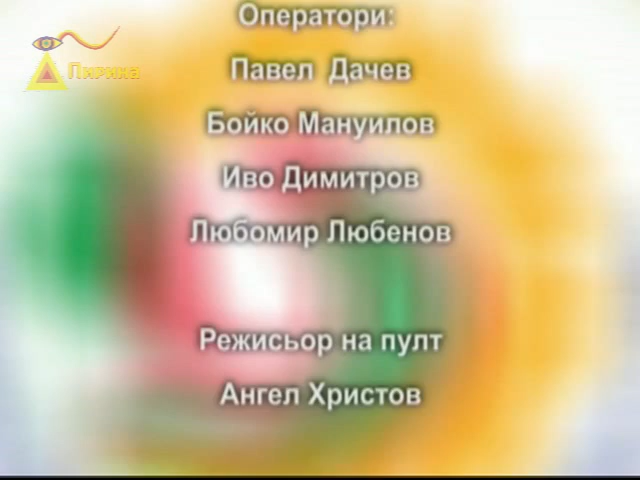 Оператори:
Пирина
Павел Дачев
Бойко Мануилов
Иво Димитров
Любомир Любенов
Режисьор на пулт
Ангел Христов